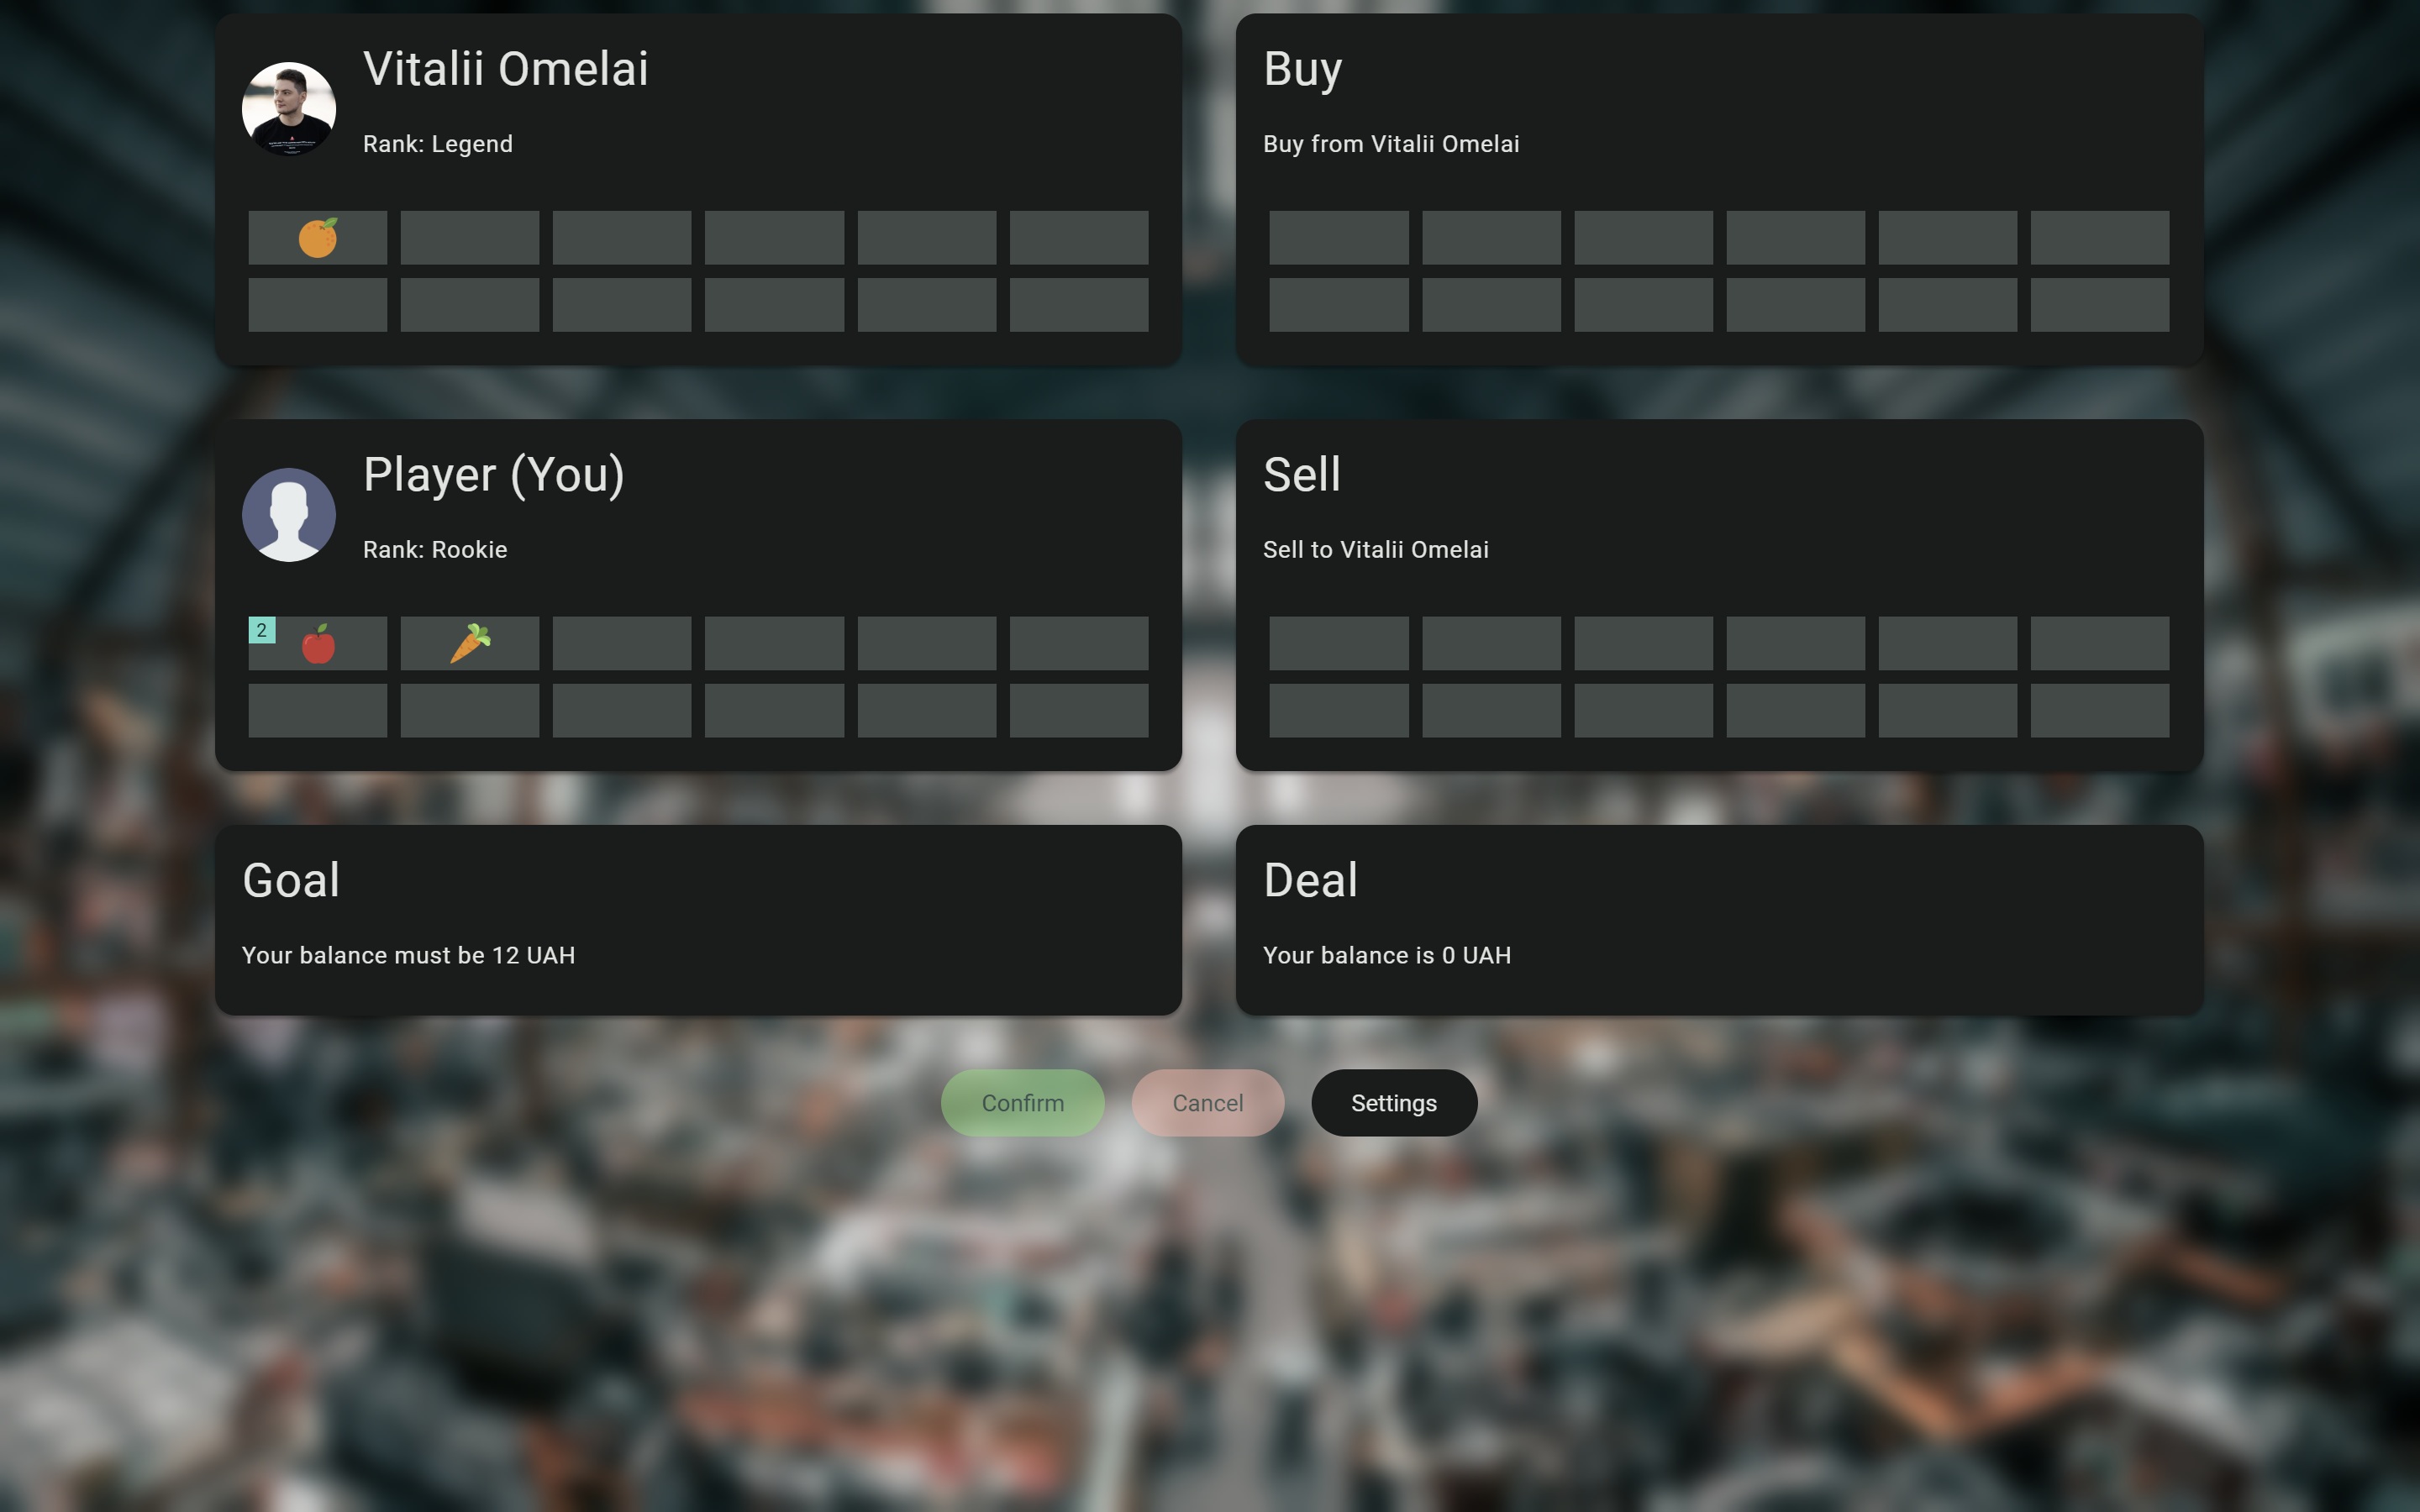 Vitalii Omelai
Rank: Legend
Buy
Buy from Vitalii Omelai
Player (You)
Rank: Rookie
2
Sell
Sell to Vitalii Omelai
Goal
Your balance must be 12 UAH
Deal
Your balance is 0 UAH
Confirm
Cancel
Settings